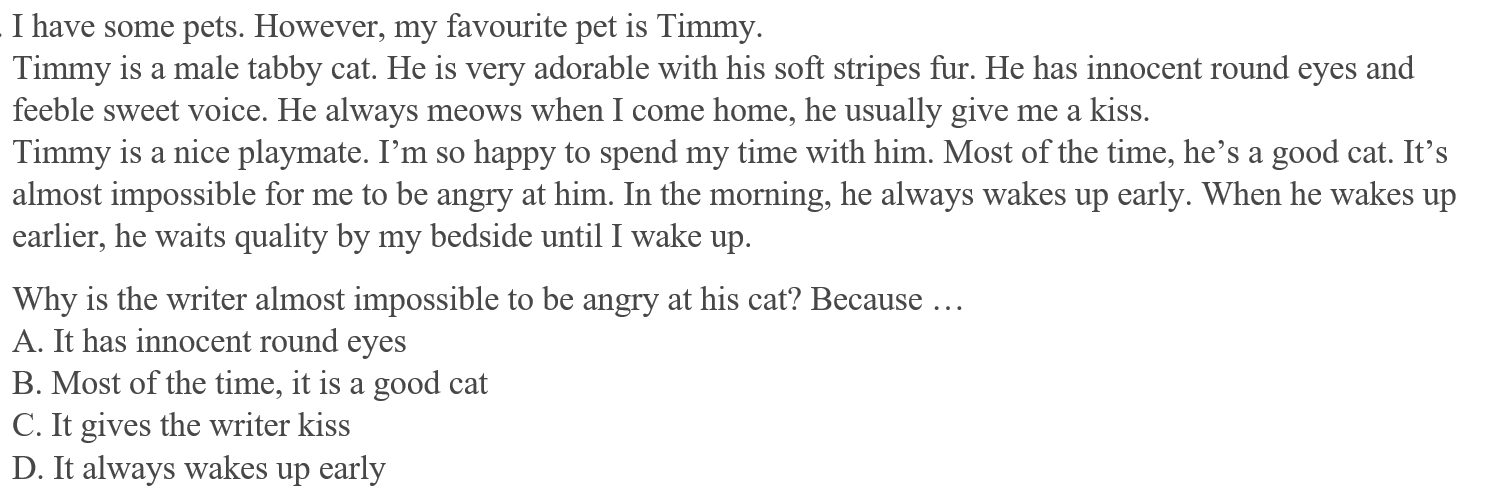 . I have some pets. However, my favourite pet is Timmy.
Timmy is a male tabby cat. He is very adorable with his soft stripes fur. He has innocent round eyes and
feeble sweet voice. He always meows when I come home, he usually give me a kiss.
Timmy is a nice playmate. I’m so happy to spend my time with him. Most of the time, he’s a good cat. It’s
almost impossible for me to be angry at him. In the morning, he always wakes up early. When he wakes up
earlier, he waits quality by my bedside until I wake up.
Why is the writer almost impossible to be angry at his cat? Because …
A. It has innocent round eyes
B. Most of the time, it is a good cat
C. It gives the writer kiss
D. It always wakes up early